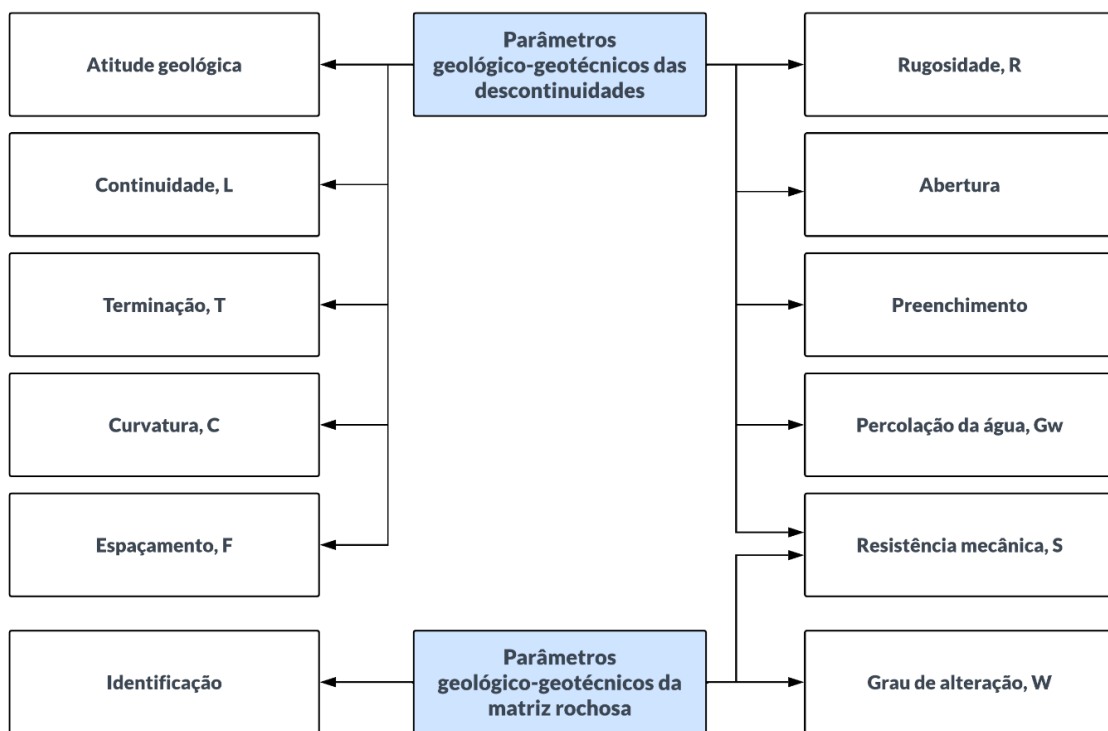 Atitude geológica
Parâmetros
geológico-geotécnicos das
descontinuidades
Rugosidade, R
Continuidade, L
Abertura
Terminação, T
Preenchimento
Curvatura, C
Percolação da água, Gw
Espaçamento, F
Resistência mecânica, S
Identificação
Parâmetros
geológico-geotécnicos da
matriz rochosa
Grau de alteração, W